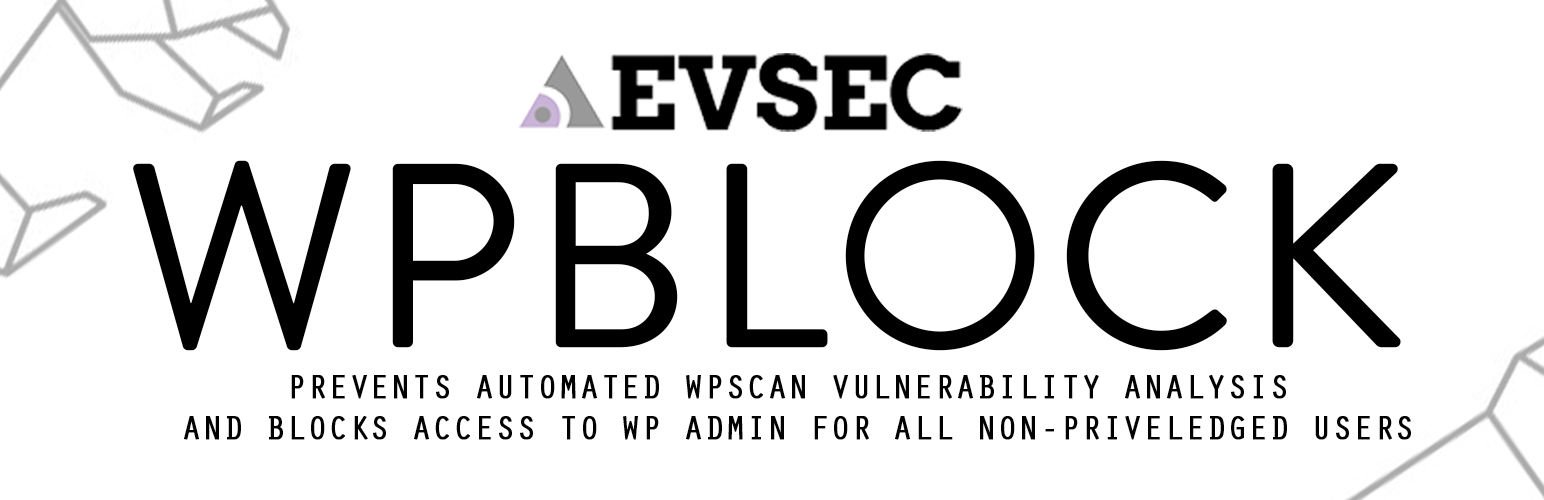 EVSEC
WPBLOCK
PREVENTS AUTOMATED WPSCAN VULNERABILITY ANALYSIS
AND BLOCKS ACCESS TO WP ADMIN FOR ALL NON-PRIVELEDGED USERS